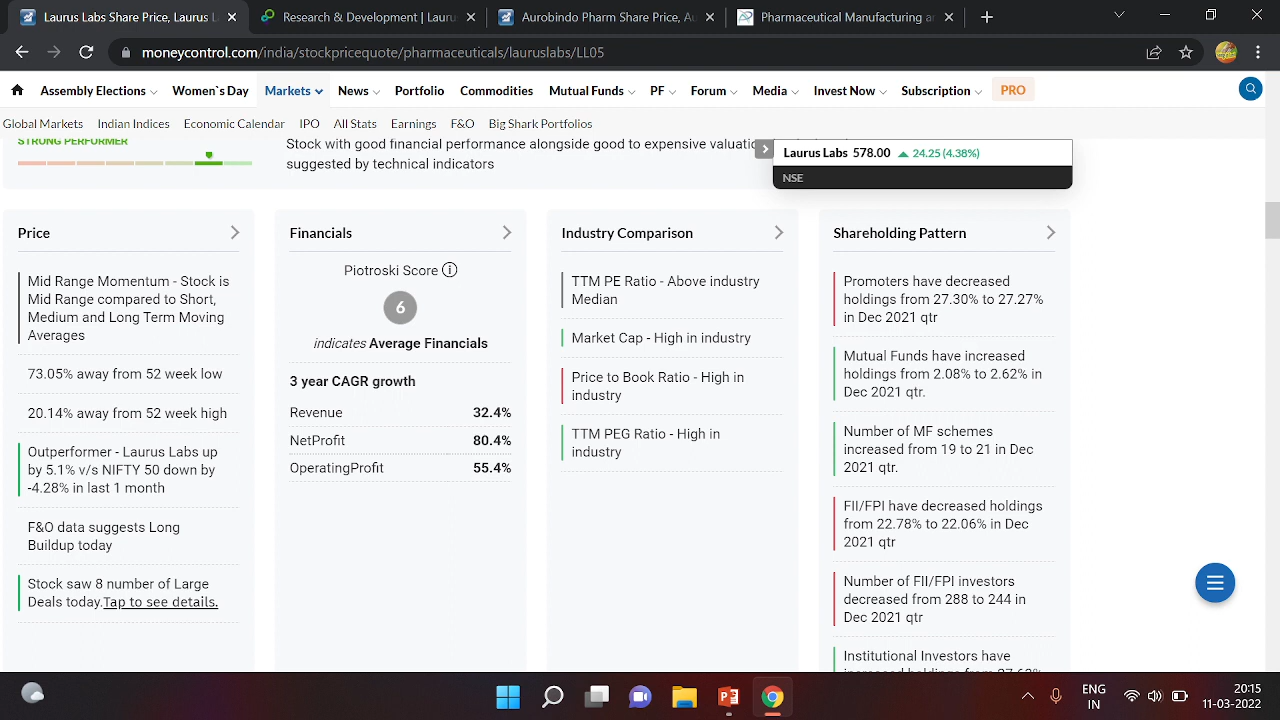 Laurus Labs Share Price, Laurus L
Research & Development | Laurus
Aurobindo Pharm Share Price, Au
Pharmaceutical Manufacturing an
moneycontrol.com/india/stockpricequote/pharmaceuticals/lauruslabs/LL05
Assembly Elections Women`s Day Markets News Portfolio Commodities Mutual Funds PF Forum Media Invest Now Subscription PRO
Global Markets Indian Indices Economic Calendar IPO All Stats Earnings F&O Big Shark Portfolios
STRONG PERFORMER
Stock with good financial performance alongside good to expensive valuatio
suggested by technical indicators
Laurus Labs 578.00 24.25 (4.38%)
NSE
Price
Mid Range Momentum - Stock is
Mid Range compared to Short,
Medium and Long Term Moving
Averages
73.05% away from 52 week low
20.14% away from 52 week high
Outperformer - Laurus Labs up
by 5.1% v/s NIFTY 50 down by
-4.28% in last 1 month
F&O data suggests Long
Buildup today
Stock saw 8 number of Large
Deals today.Tap to see details.
Financials
Piotroski Score
6
indicates Average Financials
3 year CAGR growth
Revenue 32.4%
NetProfit 80.4%
OperatingProfit 55.4%
Industry Comparison
TTM PE Ratio - Above industry
Median
Market Cap - High in industry
Price to Book Ratio - High in
industry
TTM PEG Ratio - High in
industry
Shareholding Pattern
Promoters have decreased
holdings from 27.30% to 27.27%
in Dec 2021 qtr
Mutual Funds have increased
holdings from 2.08% to 2.62% in
Dec 2021 qtr.
Number of MF schemes
increased from 19 to 21 in Dec
2021 qtr.
FII/FPI have decreased holdings
from 22.78% to 22.06% in Dec
2021 qtr
Number of FII/FPI investors
decreased from 288 to 244 in
Dec 2021 qtr
Institutional Investors have
ENG
IN
20:15
11-03-2022